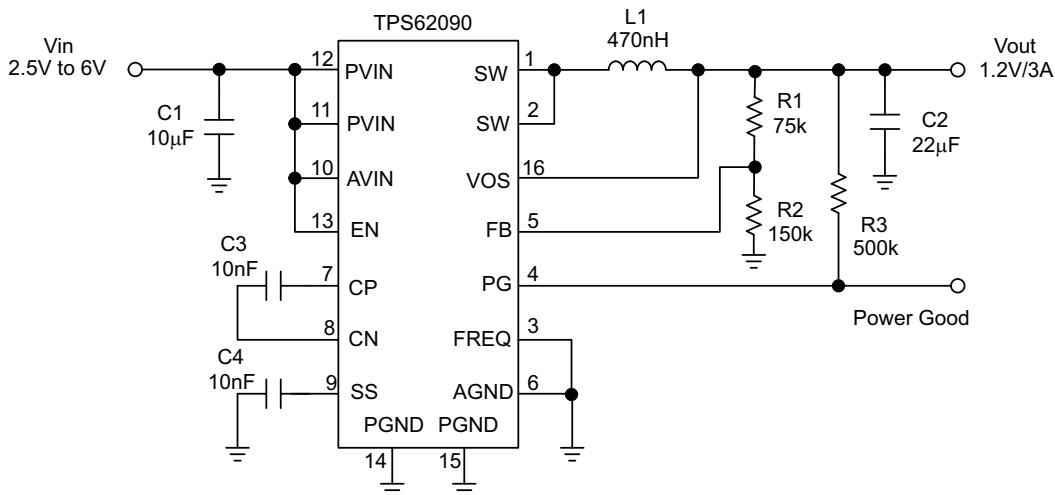 TPS62090
L1
470nH
Vin
2.5V to 6V
Vout
1.2V/3A
12 PVIN SW 1
C1
10μF
R1
75k
C2
22μF
11 PVIN SW 2
10 AVIN VOS 16
13 EN FB 5
R2
150k
R3
500k
C3
10nF
7 CP PG 4
Power Good
8 CN FREQ 3
C4
10nF
9 SS AGND 6
PGND PGND
14 15